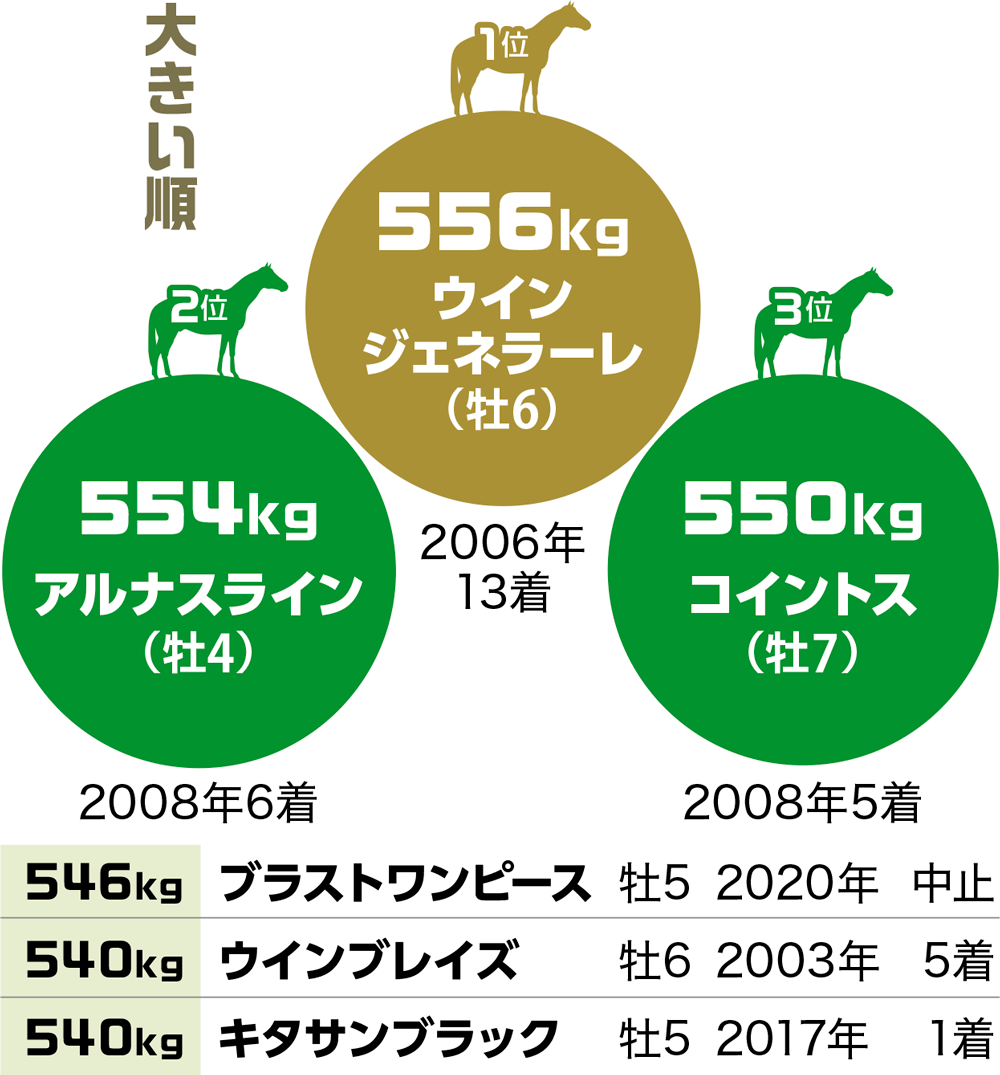 大きい順
1位
556kg
ウイン
ジェネラーレ
(牡6)
2006年
13着
2位
554kg
アルナスライン
(牡4)
2008年6着
3位
550kg
コイントス
(牡7)
2008年5着
546kg ブラストワンピース 牡5 2020年 中止
540kg ウインブレイズ 牡6 2003年 5着
540kg キタサンブラック 牡5 2017年 1着